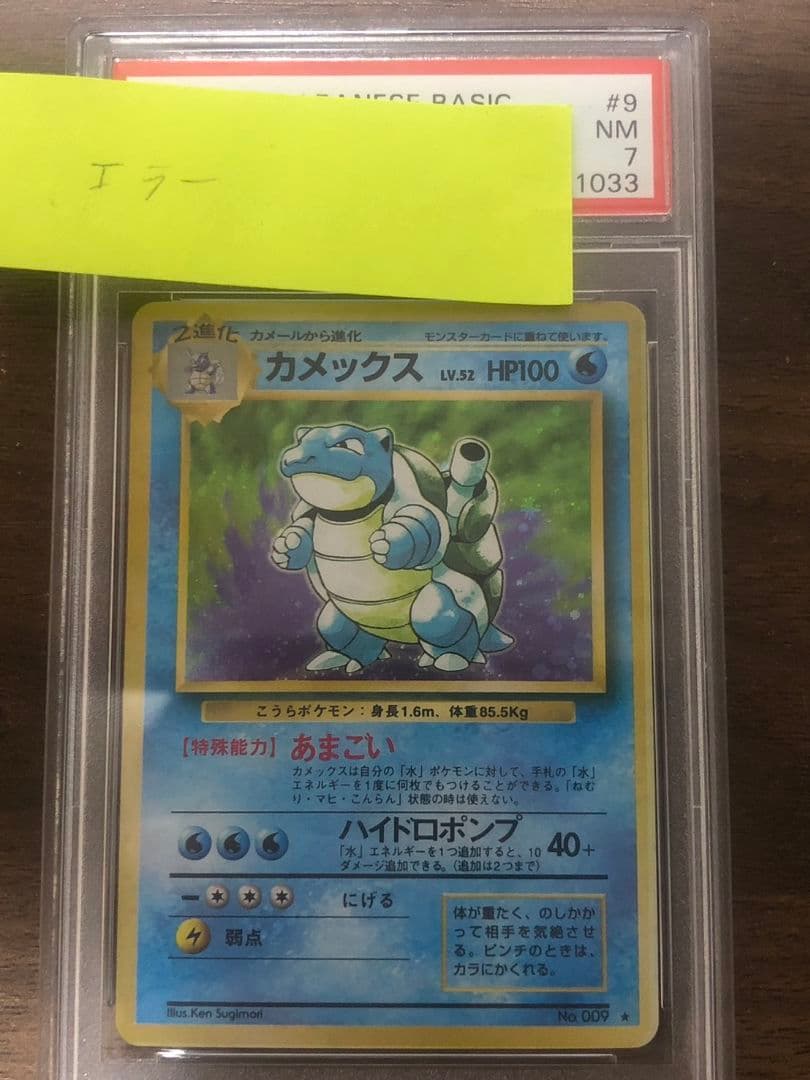 BASIC
#9
NM
7
1033
エラー
2進化 カメールから進化 モンスターカードに重ねて使います。
カメックス LV.52 HP100
こうらポケモン：身長1.6m、体重85.5Kg
【特殊能力】あまごい
カメックスは自分の「水」ポケモンに対して、手札の「水」
エネルギーを1度に何枚でもつけることができる。「ねむ
り・マヒ・こんらん」状態の時は使えない。
ハイドロポンプ 40+
「水」エネルギーを1つ追加すると、10
ダメージ追加できる。（追加は2つまで）
にげる
弱点
体が重たく、のしかか
って相手を気絶させ
る。ピンチのときは、
カラにかくれる。
Illus.Ken Sugimori No. 009